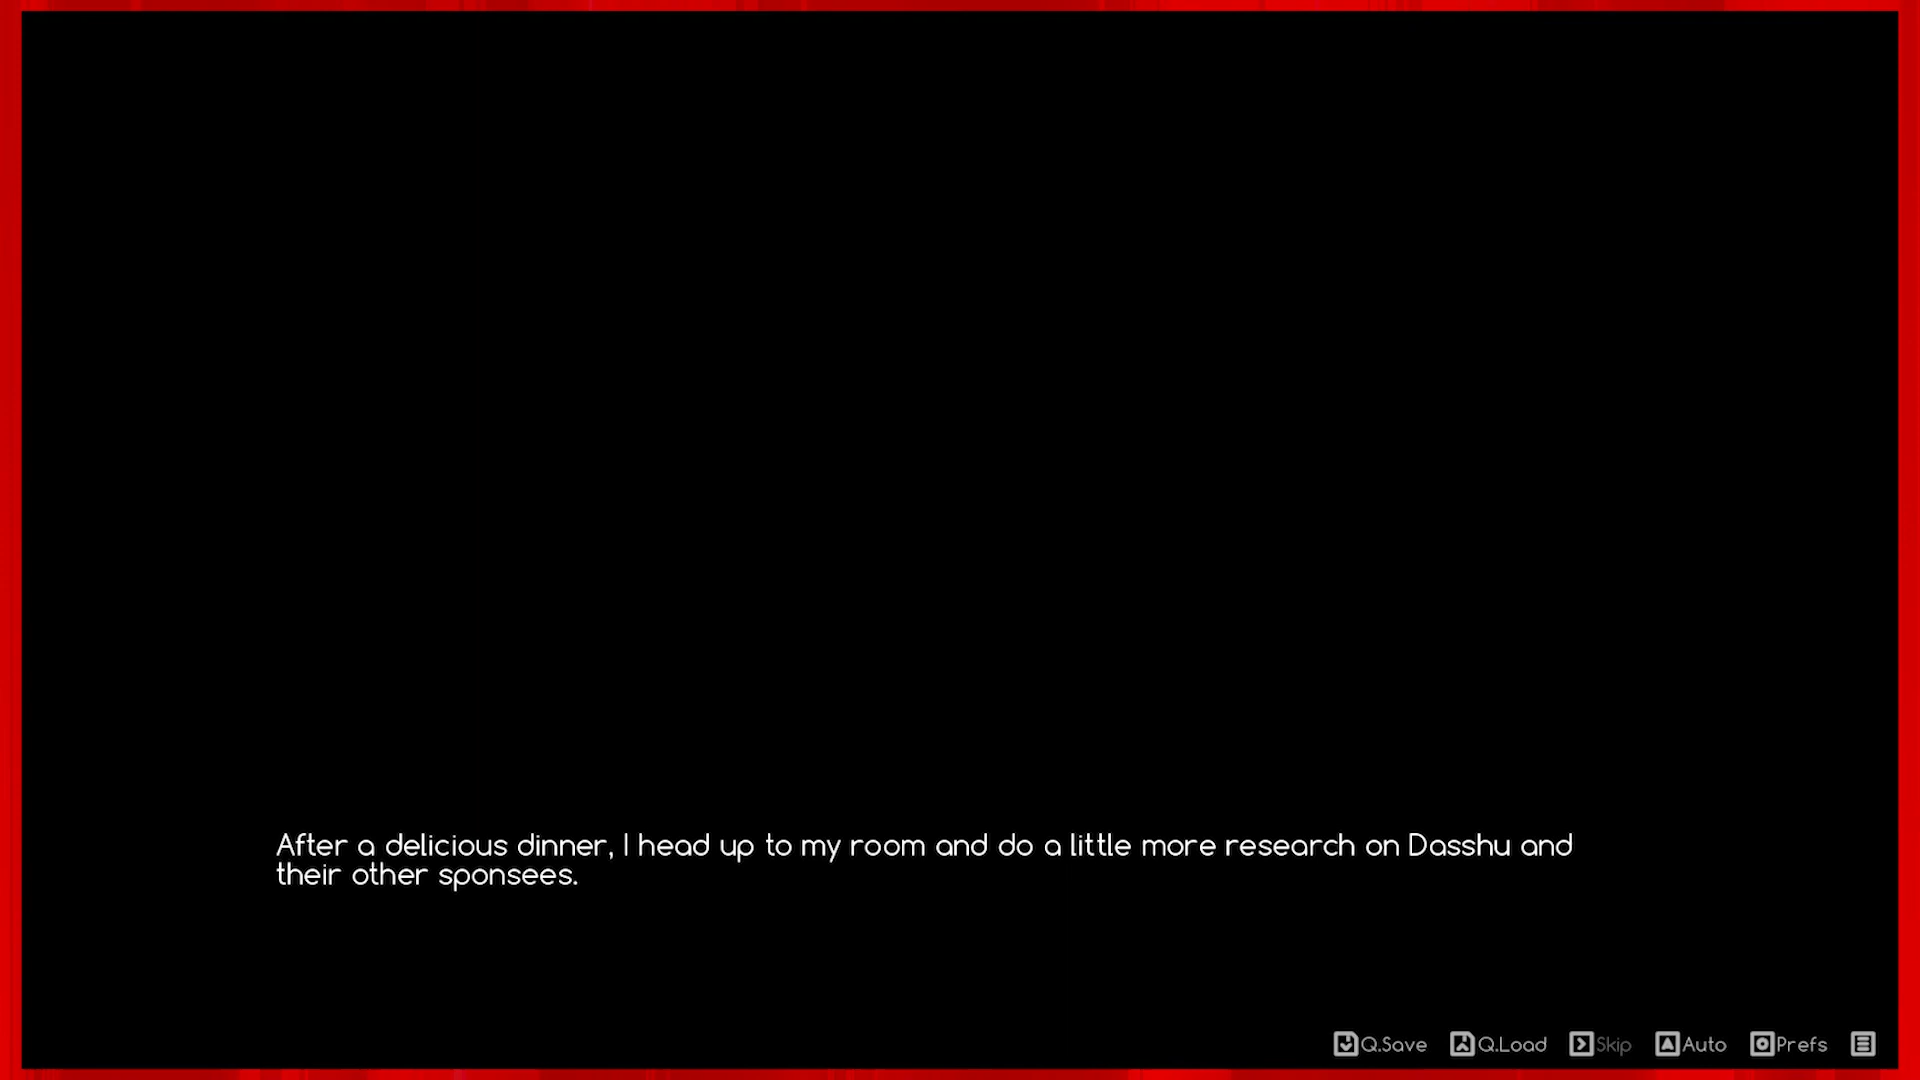 After a delicious dinner, I head up to my room and do a little more research on Dasshu and
their other sponsees.
Q.Save Q.Load Skip Auto Prefs